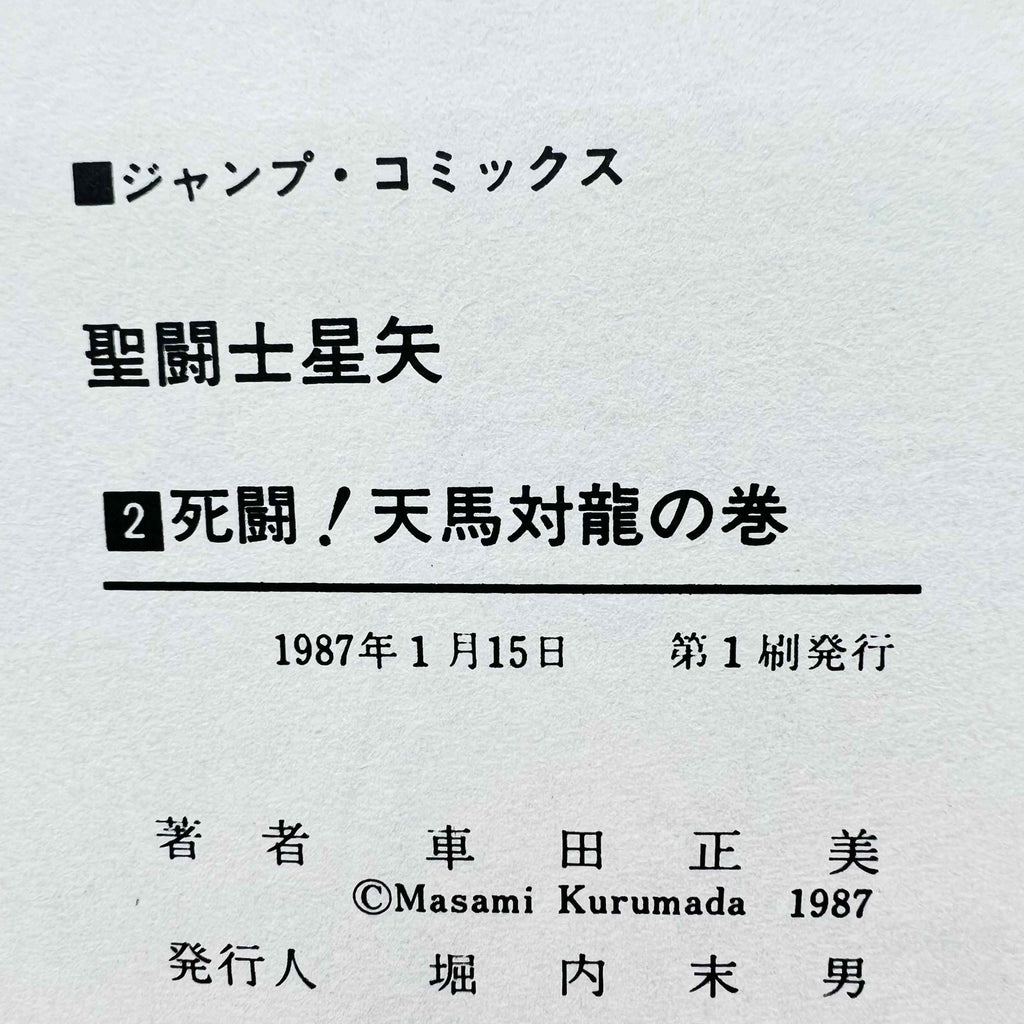 ■ジャンプ・コミックス
聖闘士星矢
2死闘！天馬対龍の巻
1987年1月15日　第1刷発行
著者　車田正美
©Masami Kurumada 1987
発行人　堀内末男